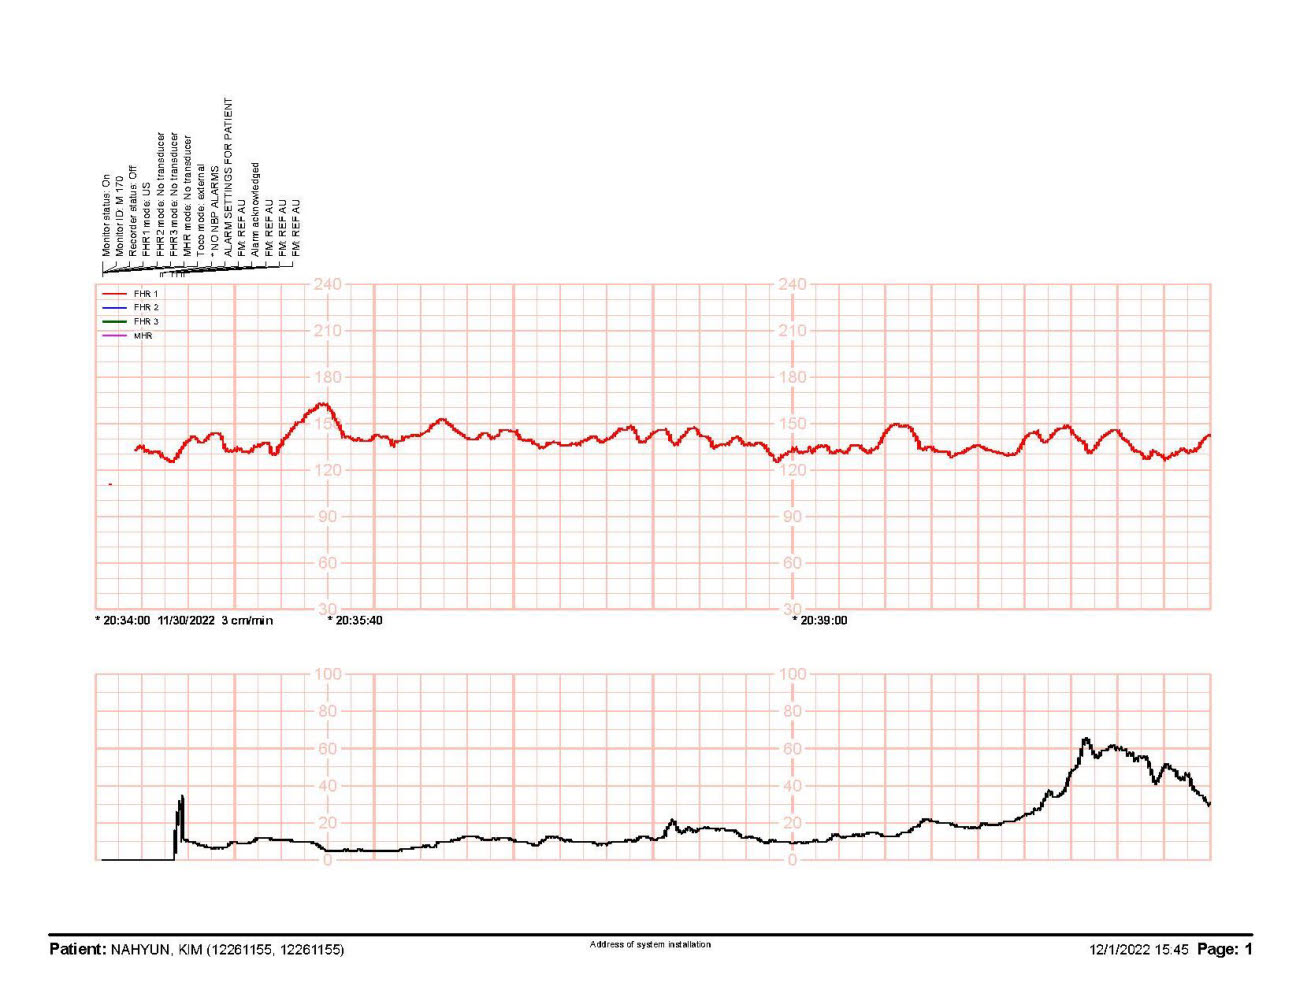 Monitor status: On
Monitor ID: M 170
Recorder status: Off
FHR1 mode: US
FHR2 mode: No transducer
FHR3 mode: No transducer
MHR mode: No transducer
Toco mode: external
*NO NBP ALARMS
ALARM SETTINGS FOR PATIENT
FM: REF AU
Alarm acknowledged
FM: REF AU
FM: REF AU
FM: REF AU
240 240
FHR 1
FHR 2
FHR 3
210 210
MHR
180 180
150 150
120 120
90 90
60 60
30 30
* 20:34:00 11/30/2022 3 cm/min * 20:35:40 * 20:39:00
100 100
80 80
60 60
40 40
20 20
0 0
Patient: NAHYUN, KIM (12261155, 12261155) Address of system installation 12/1/2022 15:45 Page: 1